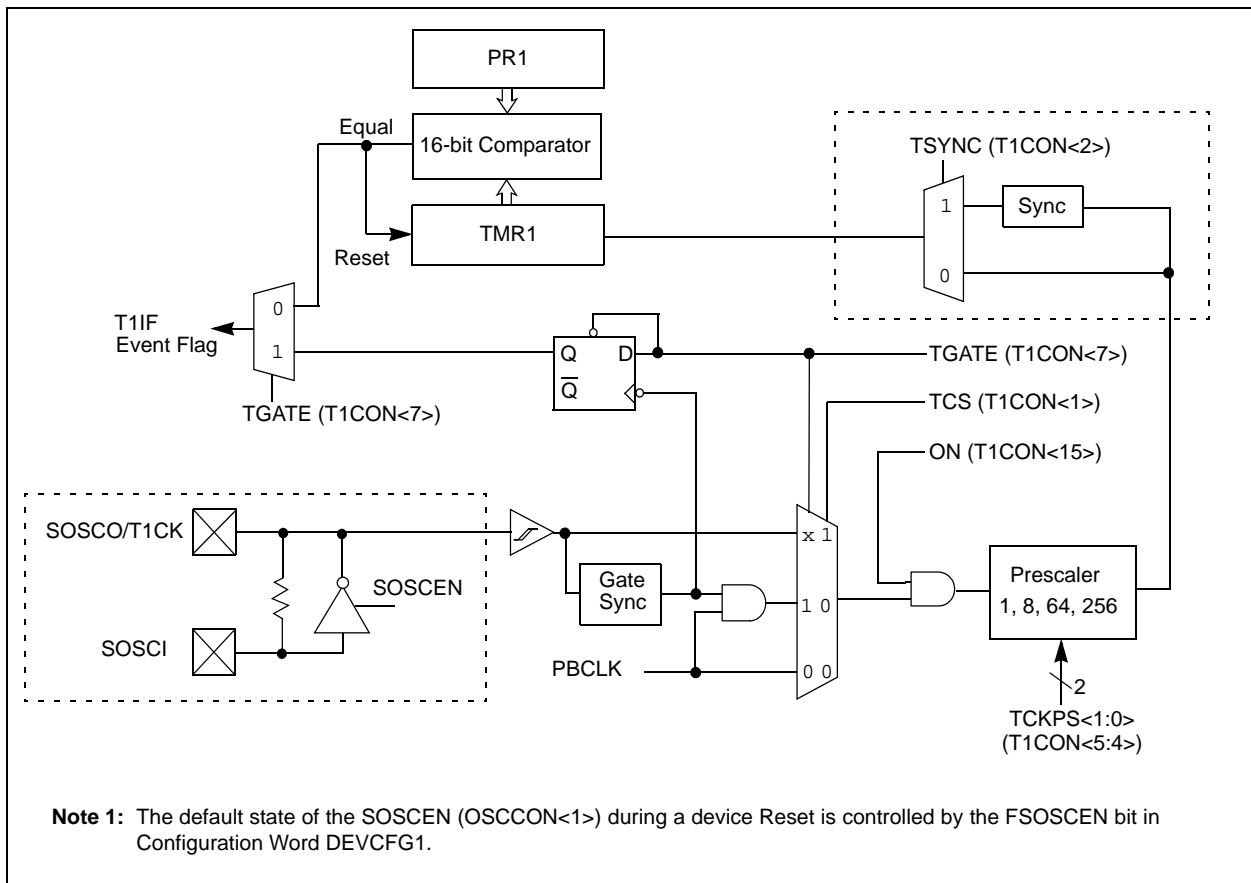 PR1
Equal
16-bit Comparator
TSYNC (T1CON<2>)
1
Sync
TMR1
Reset
0
0
T1IF
Event Flag
1
Q
D
TGATE (T1CON<7>)
Q
TGATE (T1CON<7>)
TCS (T1CON<1>)
ON (T1CON<15>)
SOSCO/T1CK
x 1
SOSCEN
Gate
Sync
1 0
Prescaler
1, 8, 64, 256
SOSCI
PBCLK
0 0
2
TCKPS<1:0>
(T1CON<5:4>)
Note 1: The default state of the SOSCEN (OSCCON<1>) during a device Reset is controlled by the FSOSCEN bit in
Configuration Word DEVCFG1.